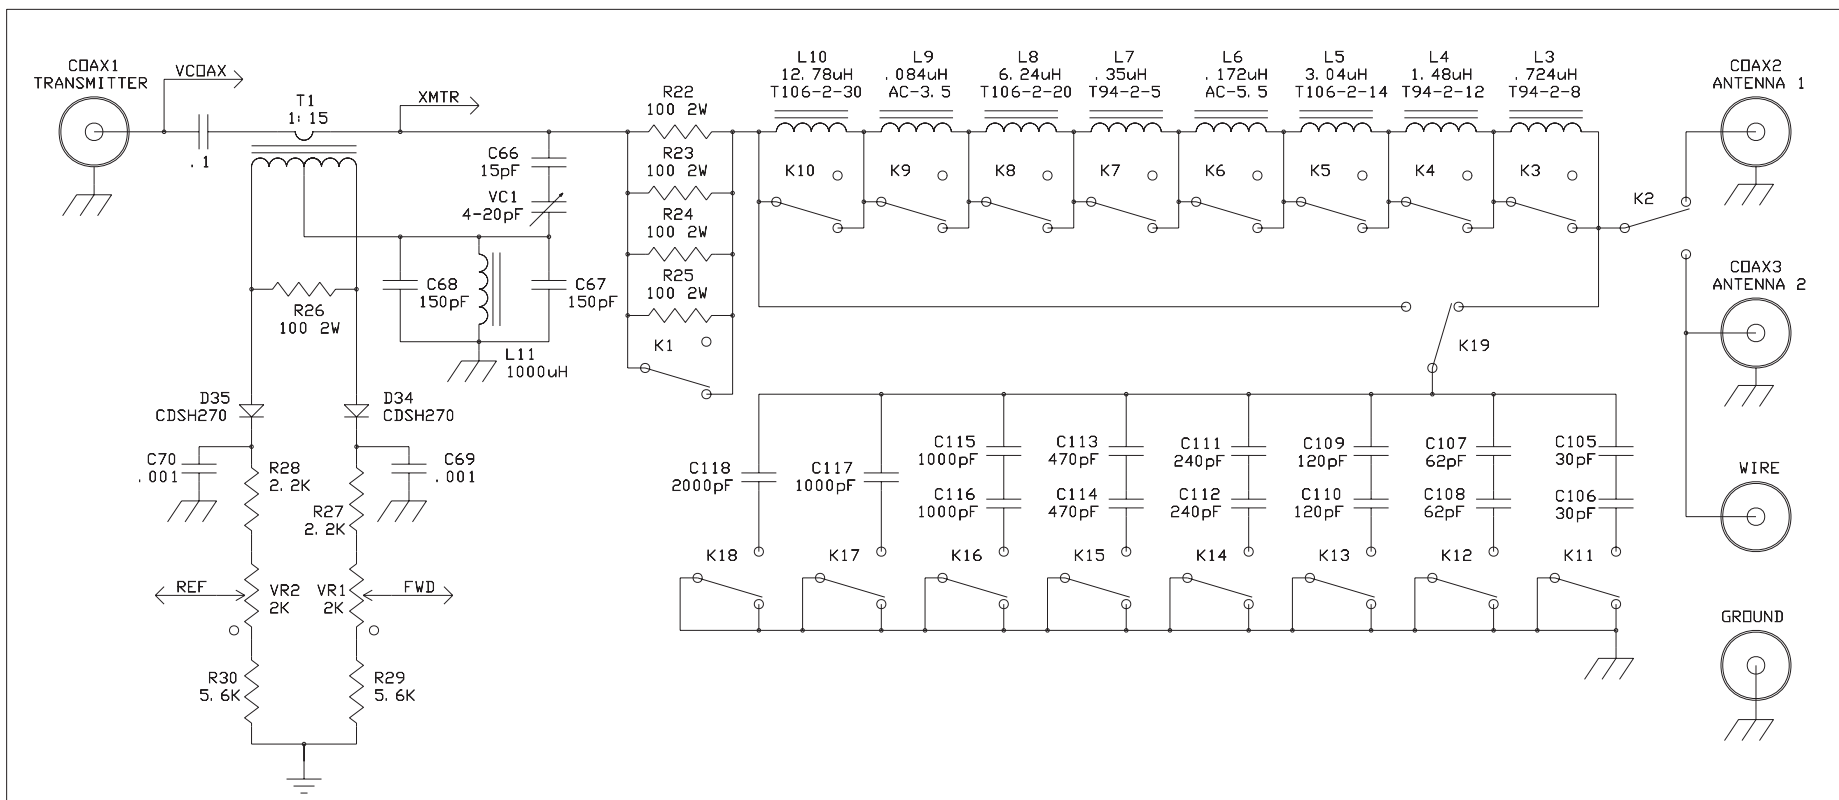 COAX1
TRANSMITTER
VCOAX
.1
T1
1:15
XMTR
C66
15pF
VC1
4-20pF
C68
150pF
C67
150pF
L11
1000uH
R26
100 2W
D35
CDSH270
D34
CDSH270
C70
.001
C69
.001
R28
2.2K
R27
2.2K
REF
VR2
2K
VR1
2K
FWD
R30
5.6K
R29
5.6K
R22
100 2W
R23
100 2W
R24
100 2W
R25
100 2W
K1
L10
12.78uH
T106-2-30
L9
.084uH
AC-3.5
L8
6.24uH
T106-2-20
L7
.35uH
T94-2-5
L6
.172uH
AC-5.5
L5
3.04uH
T106-2-14
L4
1.48uH
T94-2-12
L3
.724uH
T94-2-8
K10
K9
K8
K7
K6
K5
K4
K3
K2
K19
C118
2000pF
C117
1000pF
C115
1000pF
C116
1000pF
C113
470pF
C114
470pF
C111
240pF
C112
240pF
C109
120pF
C110
120pF
C107
62pF
C108
62pF
C105
30pF
C106
30pF
K18
K17
K16
K15
K14
K13
K12
K11
COAX2
ANTENNA 1
COAX3
ANTENNA 2
WIRE
GROUND